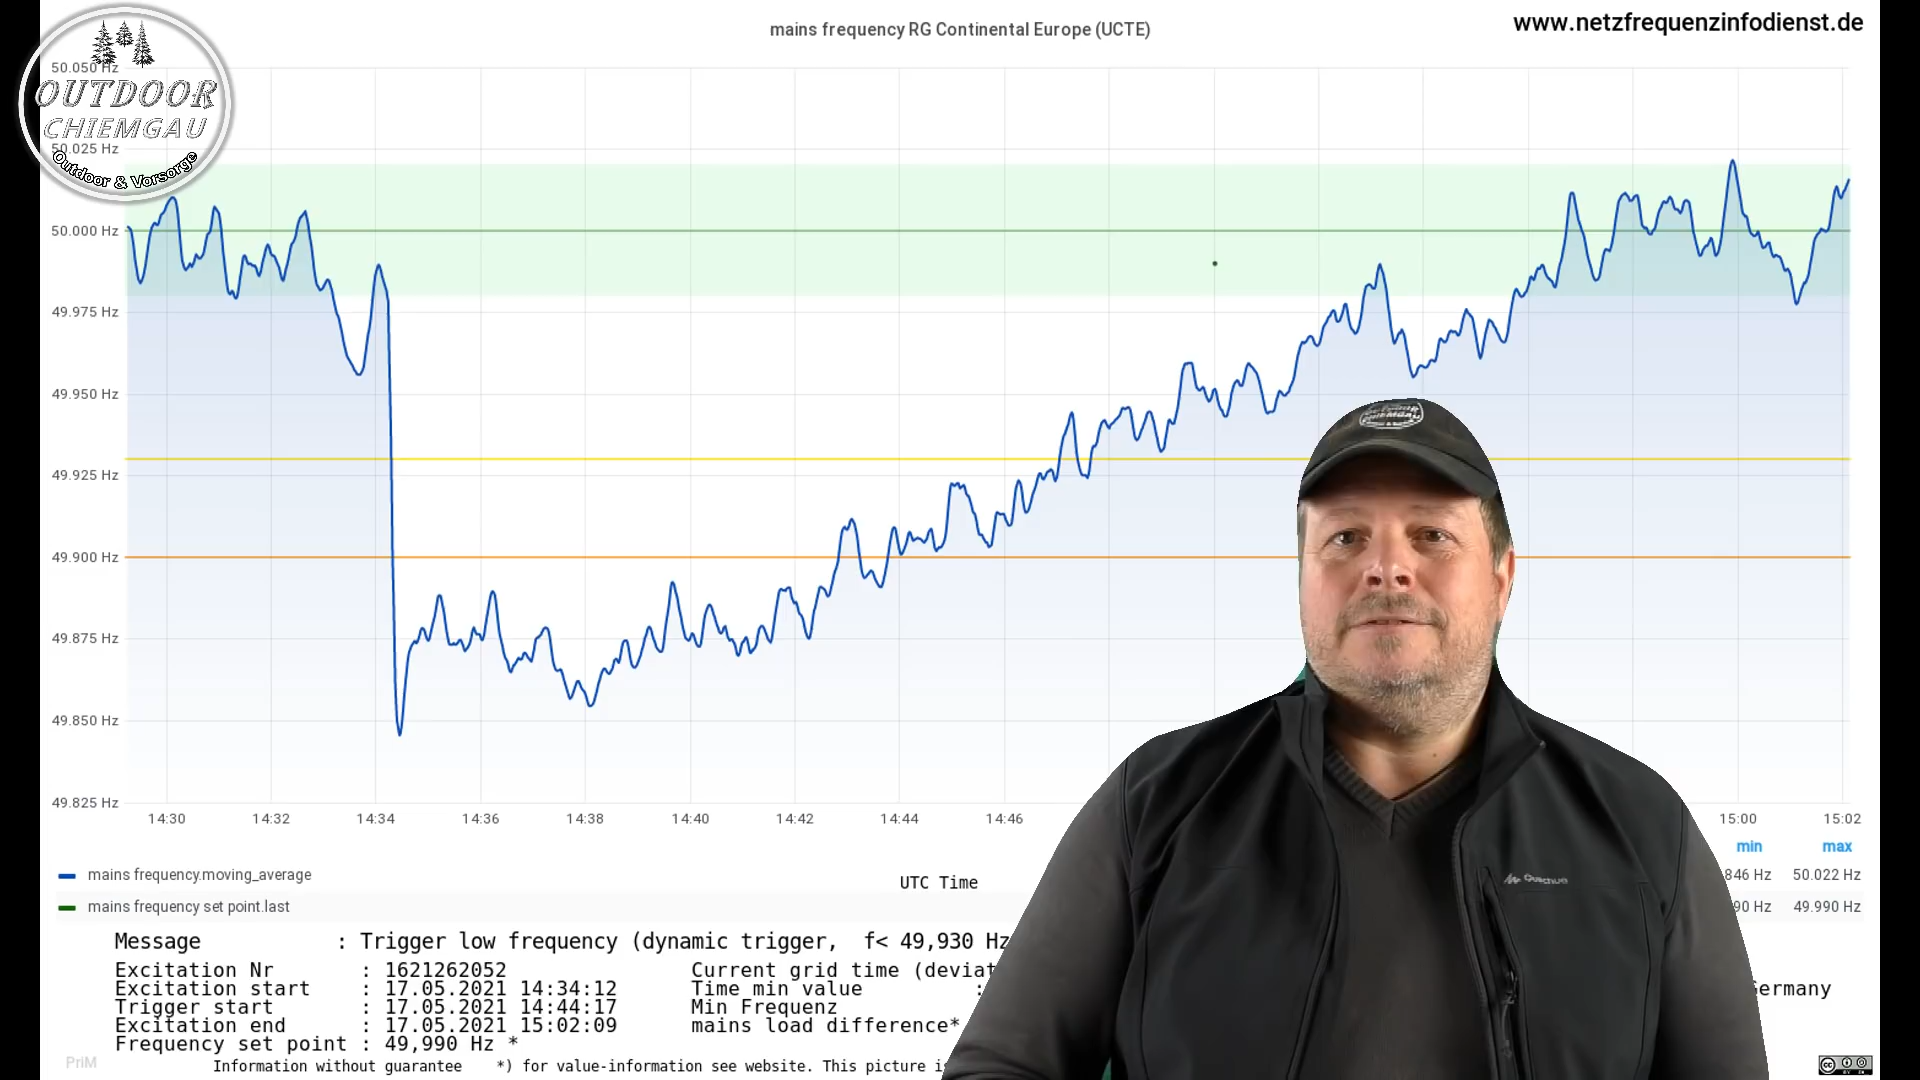 mains frequency RG Continental Europe (UCTE)
www.netzfrequenzinfodienst.de
OUTDOOR
CHIEMGAU
Outdoor & Vorsorge
50.050 Hz
50.025 Hz
50.000 Hz
49.975 Hz
49.950 Hz
49.925 Hz
49.900 Hz
49.875 Hz
49.850 Hz
49.825 Hz
14:30 14:32 14:34 14:36 14:38 14:40 14:42 14:44 14:46 15:00 15:02
min max
mains frequency.moving_average 846 Hz 50.022 Hz
UTC Time
mains frequency set point.last 90 Hz 49.990 Hz
Message : Trigger low frequency (dynamic trigger, f< 49,930 Hz
Excitation Nr : 1621262052 Current grid time (deviat
Excitation start : 17.05.2021 14:34:12 Time min value : Germany
Trigger start : 17.05.2021 14:44:17 Min Frequenz
Excitation end : 17.05.2021 15:02:09 mains load difference*
Frequency set point : 49,990 Hz *
PriM
Information without guarantee *) for value-information see website. This picture is
Quechua